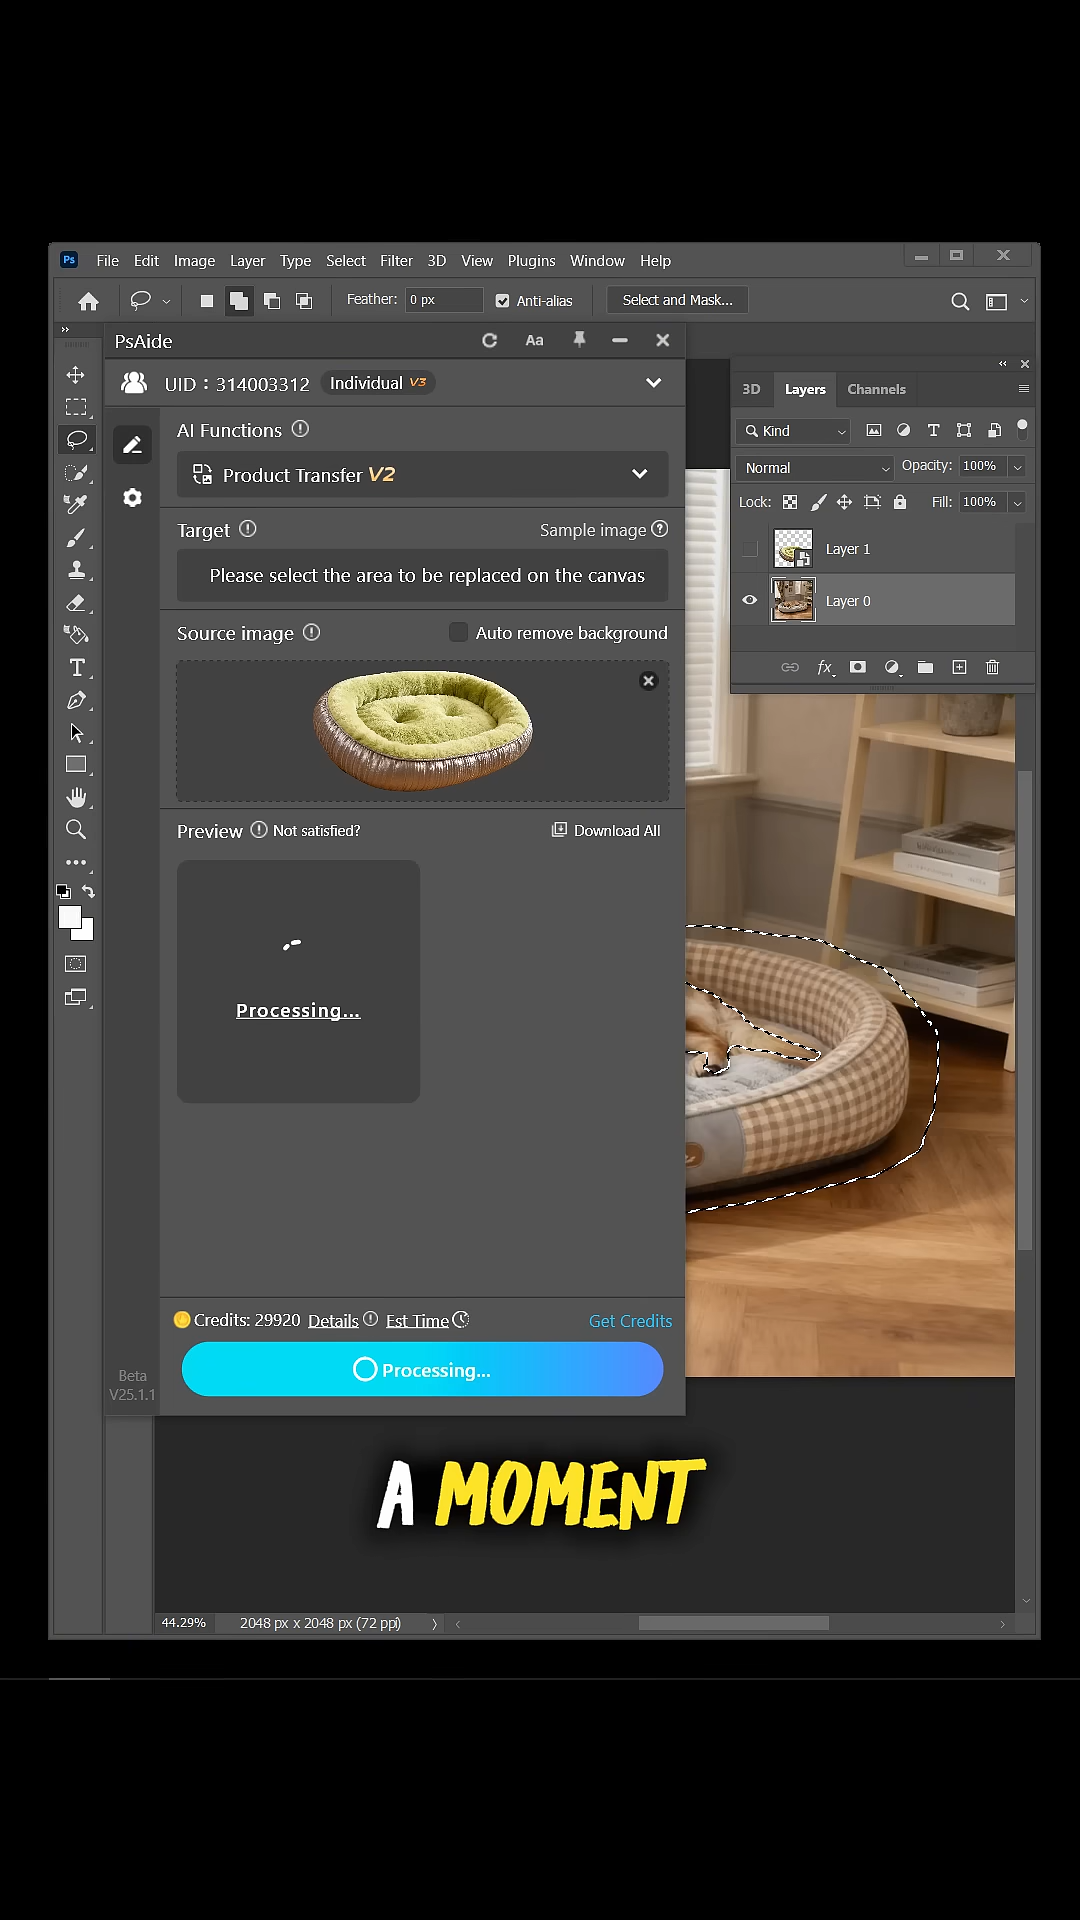 Ps File Edit Image Layer Type Select Filter 3D View Plugins Window Help
Feather: 0 px Anti-alias Select and Mask...
PsAide Aa
UID：314003312 Individual V3
AI Functions
Product Transfer V2
Target Sample image
Please select the area to be replaced on the canvas
Source image Auto remove background
Preview Not satisfied? Download All
Processing...
Credits: 29920 Details Est Time Get Credits
Processing...
Beta
V25.1.1
3D Layers Channels
Kind
Normal Opacity: 100%
Lock: Fill: 100%
Layer 1
Layer 0
fx
A MOMENT
44.29% 2048 px x 2048 px (72 ppi)